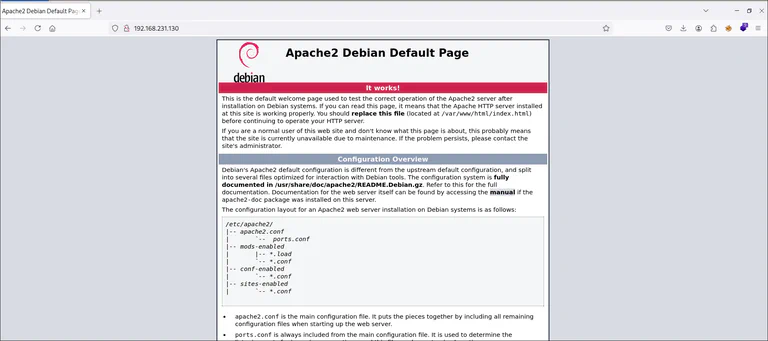 Apache2 Debian Default Pag
192.168.231.130
debian
Apache2 Debian Default Page
It works!
This is the default welcome page used to test the correct operation of the Apache2 server after
installation on Debian systems. If you can read this page, it means that the Apache HTTP server installed
at this site is working properly. You should replace this file (located at /var/www/html/index.html)
before continuing to operate your HTTP server.
If you are a normal user of this web site and don't know what this page is about, this probably means
that the site is currently unavailable due to maintenance. If the problem persists, please contact the
site's administrator.
Configuration Overview
Debian's Apache2 default configuration is different from the upstream default configuration, and split
into several files optimized for interaction with Debian tools. The configuration system is fully
documented in /usr/share/doc/apache2/README.Debian.gz. Refer to this for the full
documentation. Documentation for the web server itself can be found by accessing the manual if the
apache2-doc package was installed on this server.
The configuration layout for an Apache2 web server installation on Debian systems is as follows:
/etc/apache2/
|-- apache2.conf
|       `--  ports.conf
|-- mods-enabled
|       |-- *.load
|       `-- *.conf
|-- conf-enabled
|       `-- *.conf
|-- sites-enabled
|       `-- *.conf
• apache2.conf is the main configuration file. It puts the pieces together by including all remaining
configuration files when starting up the web server.
• ports.conf is always included from the main configuration file. It is used to determine the